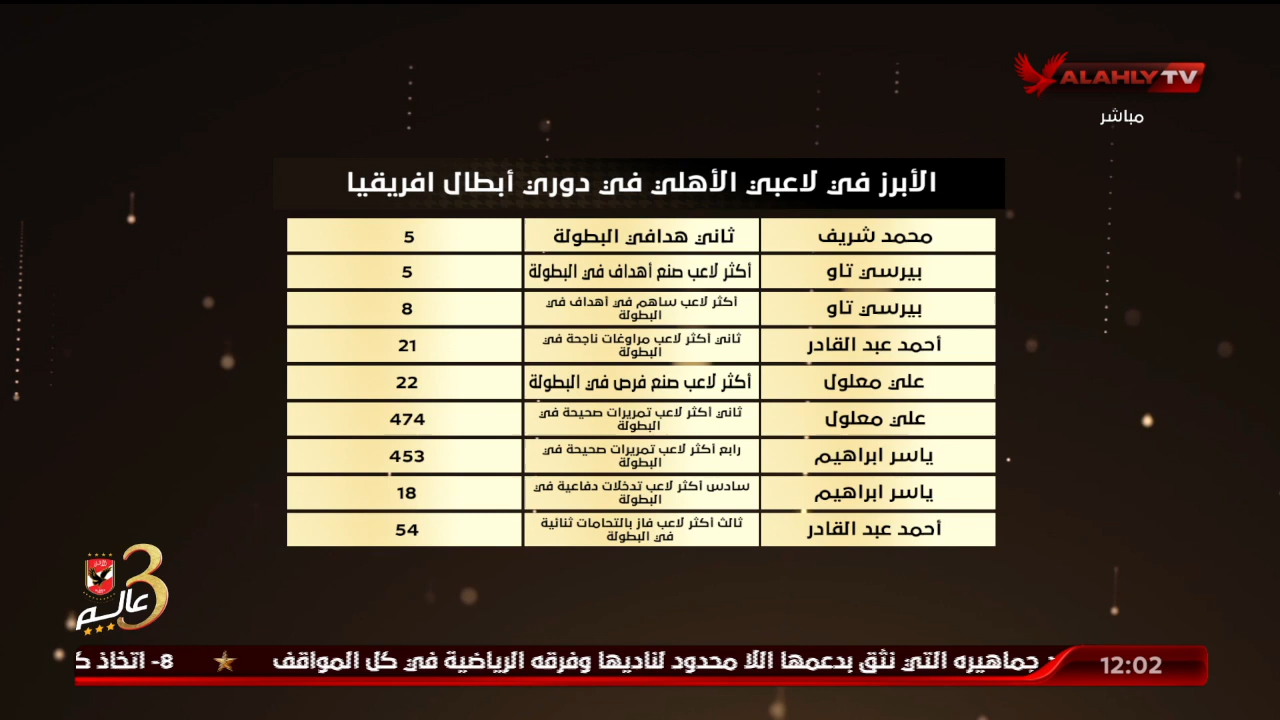 ALAHLY TV
مباشر
الأبرز في لاعبي الأهلي في دوري أبطال افريقيا
محمد شريف ثاني هدافي البطولة 5
بيرسي تاو أكثر لاعب صنع أهداف في البطولة 5
بيرسي تاو أكثر لاعب ساهم في أهداف في
البطولة 8
أحمد عبد القادر ثاني أكثر لاعب مراوغات ناجحة في
البطولة 21
علي معلول أكثر لاعب صنع فرص في البطولة 22
علي معلول ثاني أكثر لاعب تمريرات صحيحة في
البطولة 474
ياسر ابراهيم رابع أكثر لاعب تمريرات صحيحة في
البطولة 453
ياسر ابراهيم سادس أكثر لاعب تدخلات دفاعية في
البطولة 18
أحمد عبد القادر ثالث أكثر لاعب فاز بالتحامات ثنائية
في البطولة 54
3 عالم
12:02
جماهيره التي نثق بدعمها اللا محدود لناديها وفرقه الرياضية في كل المواقف 8- اتخاذ